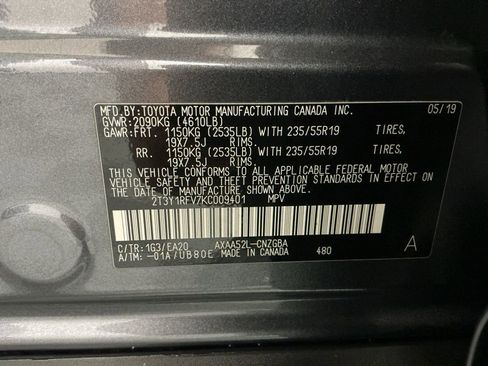 MFD.BY:TOYOTA MOTOR MANUFACTURING CANADA INC. 05/19
GVWR:2090KG (4610LB)
GAWR:FRT. 1150KG (2535LB) WITH 235/55R19 TIRES,
19X7.5J RIMS.
RR. 1150KG (2535LB) WITH 235/55R19 TIRES,
19X7.5J RIMS.
THIS VEHICLE CONFORMS TO ALL APPLICABLE FEDERAL MOTOR
VEHICLE SAFETY AND THEFT PREVENTION STANDARDS IN EFFECT ON
THE DATE OF MANUFACTURE SHOWN ABOVE.
2T3Y1RFV7KC009401 MPV
C/TR:1G3/EA20 AXAA52L-CNZGBA A
A/TM:-01A/UB80E MADE IN CANADA 480